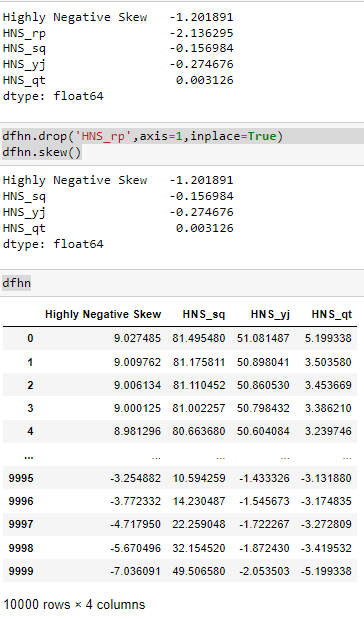 Highly Negative Skew -1.201891
HNS_rp -2.136295
HNS_sq -0.156984
HNS_yj -0.274676
HNS_qt 0.003126
dtype: float64
dfhn.drop('HNS_rp',axis=1,inplace=True)
dfhn.skew()
Highly Negative Skew -1.201891
HNS_sq -0.156984
HNS_yj -0.274676
HNS_qt 0.003126
dtype: float64
dfhn
Highly Negative Skew HNS_sq HNS_yj HNS_qt
0 9.027485 81.495480 51.081487 5.199338
1 9.009762 81.175811 50.898041 3.503580
2 9.006134 81.110452 50.860530 3.453669
3 9.000125 81.002257 50.798432 3.386210
4 8.981296 80.663680 50.604084 3.239746
... ... ... ... ...
9995 -3.254882 10.594259 -1.433326 -3.131880
9996 -3.772332 14.230487 -1.545673 -3.174835
9997 -4.717950 22.259048 -1.722267 -3.272809
9998 -5.670496 32.154520 -1.872430 -3.419532
9999 -7.036091 49.506580 -2.053503 -5.199338
10000 rows × 4 columns